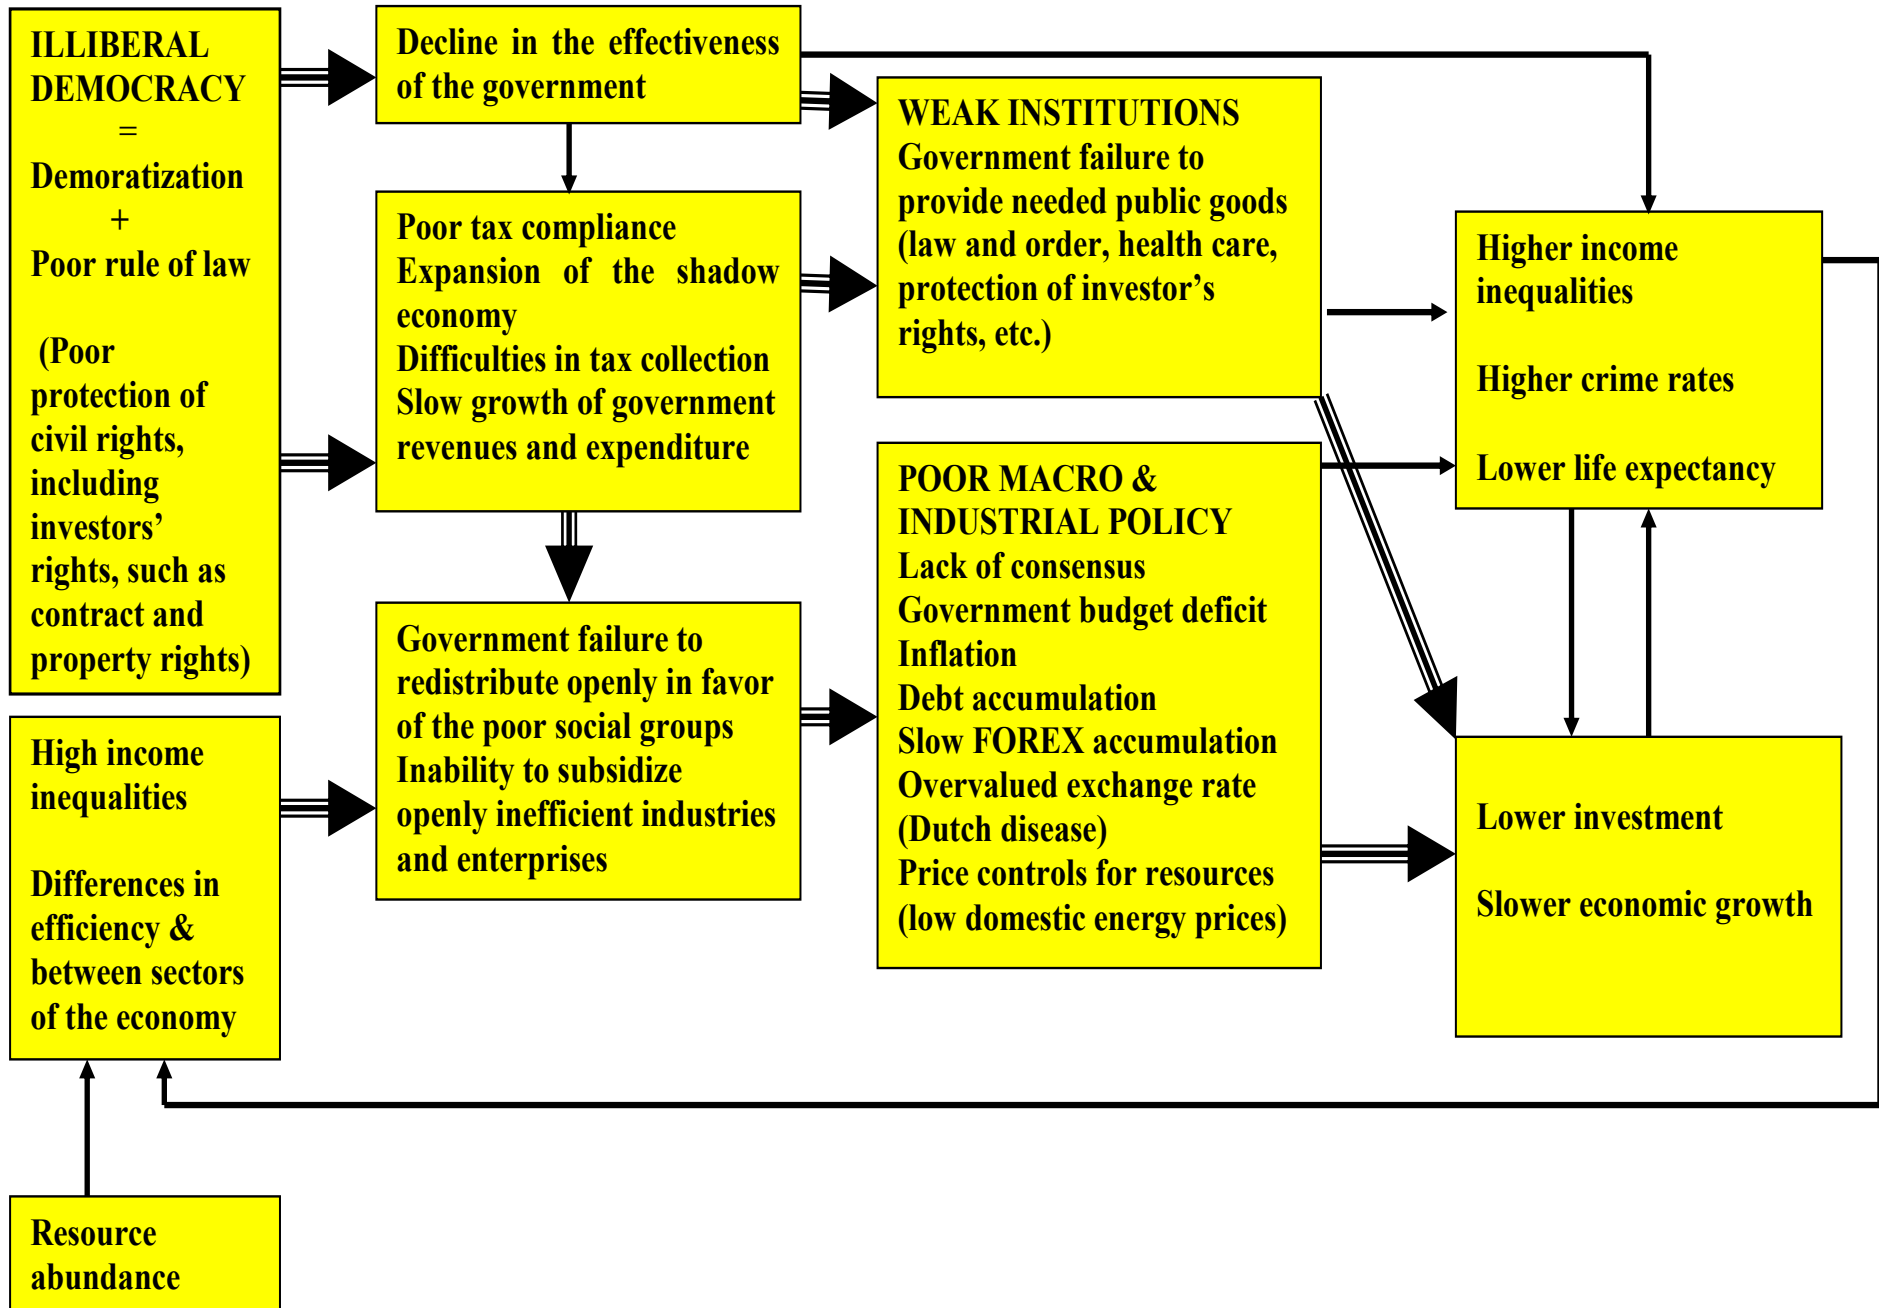 ILLIBERAL
DEMOCRACY
=
Demoratization
+
Poor rule of law
(Poor
protection of
civil rights,
including
investors’
rights, such as
contract and
property rights)
High income
inequalities
Differences in
efficiency &
between sectors
of the economy
Resource
abundance
Decline in the effectiveness
of the government
Poor tax compliance
Expansion of the shadow
economy
Difficulties in tax collection
Slow growth of government
revenues and expenditure
Government failure to
redistribute openly in favor
of the poor social groups
Inability to subsidize
openly inefficient industries
and enterprises
WEAK INSTITUTIONS
Government failure to
provide needed public goods
(law and order, health care,
protection of investor’s
rights, etc.)
POOR MACRO &
INDUSTRIAL POLICY
Lack of consensus
Government budget deficit
Inflation
Debt accumulation
Slow FOREX accumulation
Overvalued exchange rate
(Dutch disease)
Price controls for resources
(low domestic energy prices)
Higher income
inequalities
Higher crime rates
Lower life expectancy
Lower investment
Slower economic growth